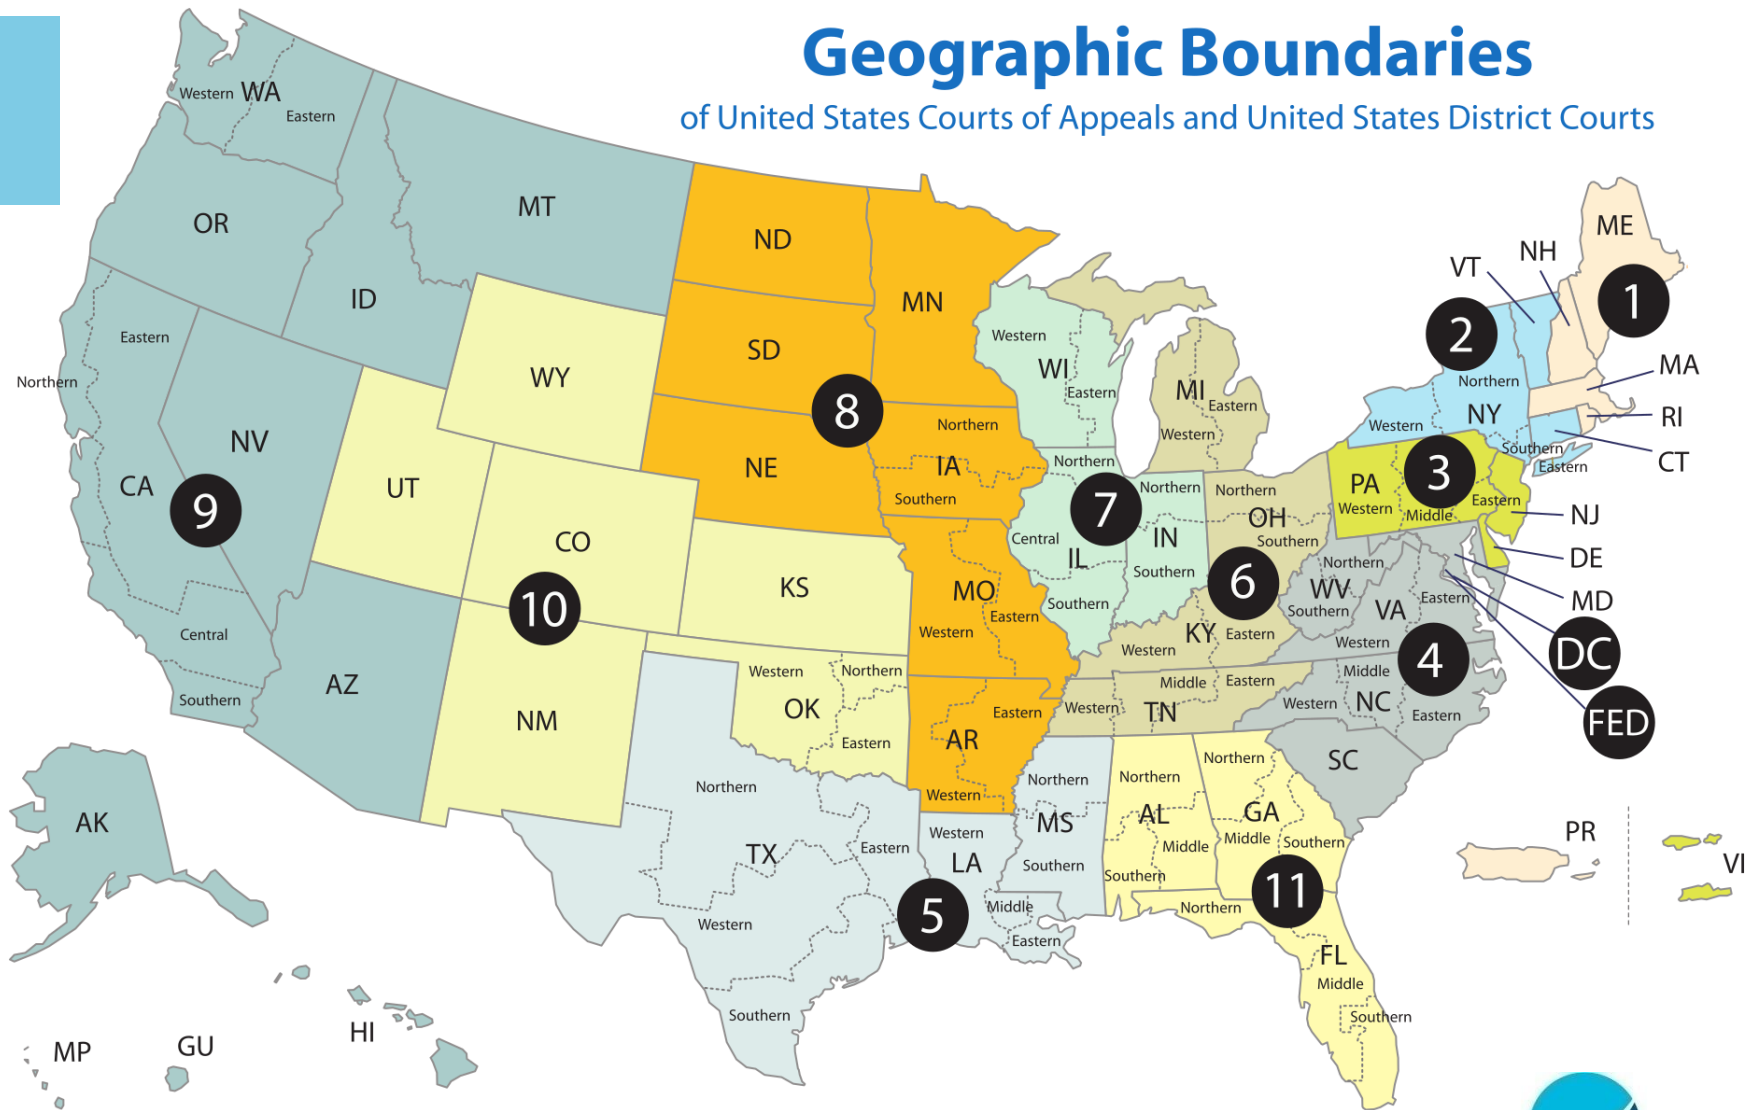 Geographic Boundaries
of United States Courts of Appeals and United States District Courts
Western
WA
Eastern
OR
MT
ID
ND
MN
SD
WY
NE
8
Northern
IA
Southern
Eastern
Northern
NV
CA
9
Central
Southern
UT
CO
10
KS
AZ
NM
Western
Northern
OK
Eastern
MO
Eastern
Western
Eastern
AR
Western
Western
WI
Eastern
Northern
7
Central
IL
Southern
Northern
IN
Southern
MI
Eastern
Western
Northern
OH
Southern
6
KY
Eastern
Western
Middle
Eastern
Western
TN
ME
1
NH
VT
2
MA
RI
CT
Northern
NY
Western
Southern
Eastern
3
PA
Western
Middle
Eastern
NJ
DE
MD
DC
FED
Northern
WV
Southern
VA
Eastern
Western
4
Middle
Western
NC
Eastern
SC
Northern
TX
Eastern
Western
Southern
Western
LA
5
Middle
Eastern
Northern
MS
Southern
Northern
AL
Middle
Southern
Northern
GA
Middle
Southern
11
Northern
FL
Middle
Southern
PR
VI
AK
HI
GU
MP